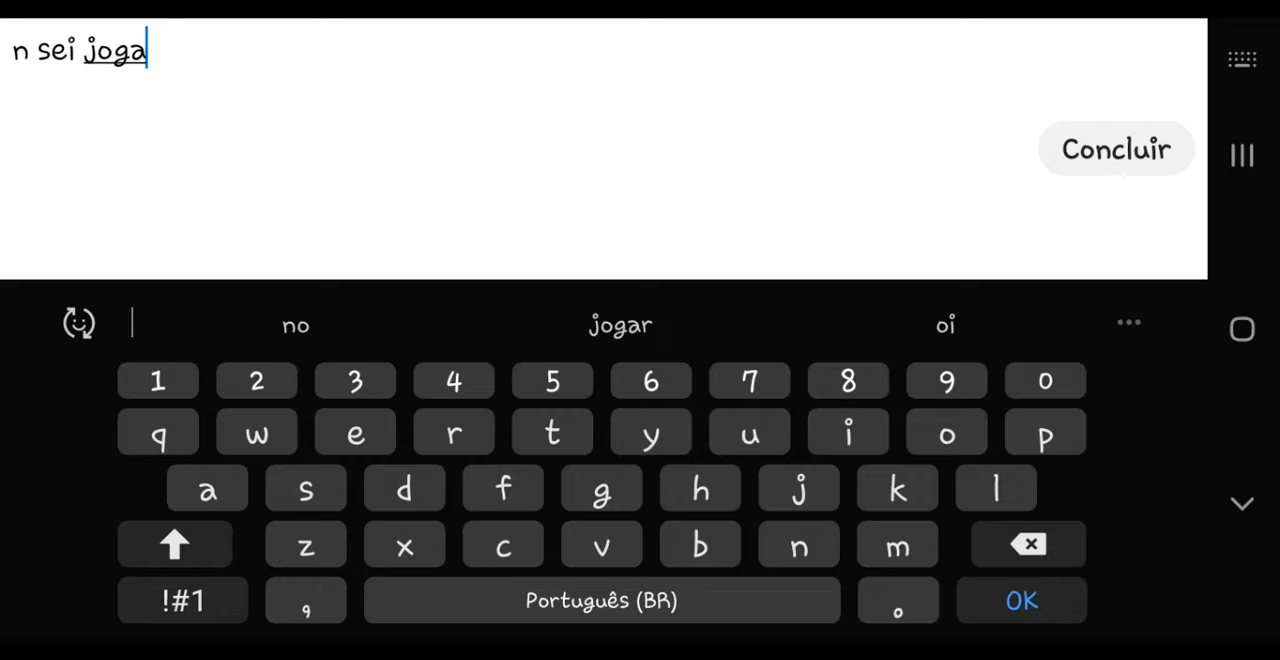 n sei joga
Concluir
no jogar oi
1 2 3 4 5 6 7 8 9 0
q w e r t y u i o p
a s d f g h j k l
z x c v b n m
!#1 , Português (BR) . OK